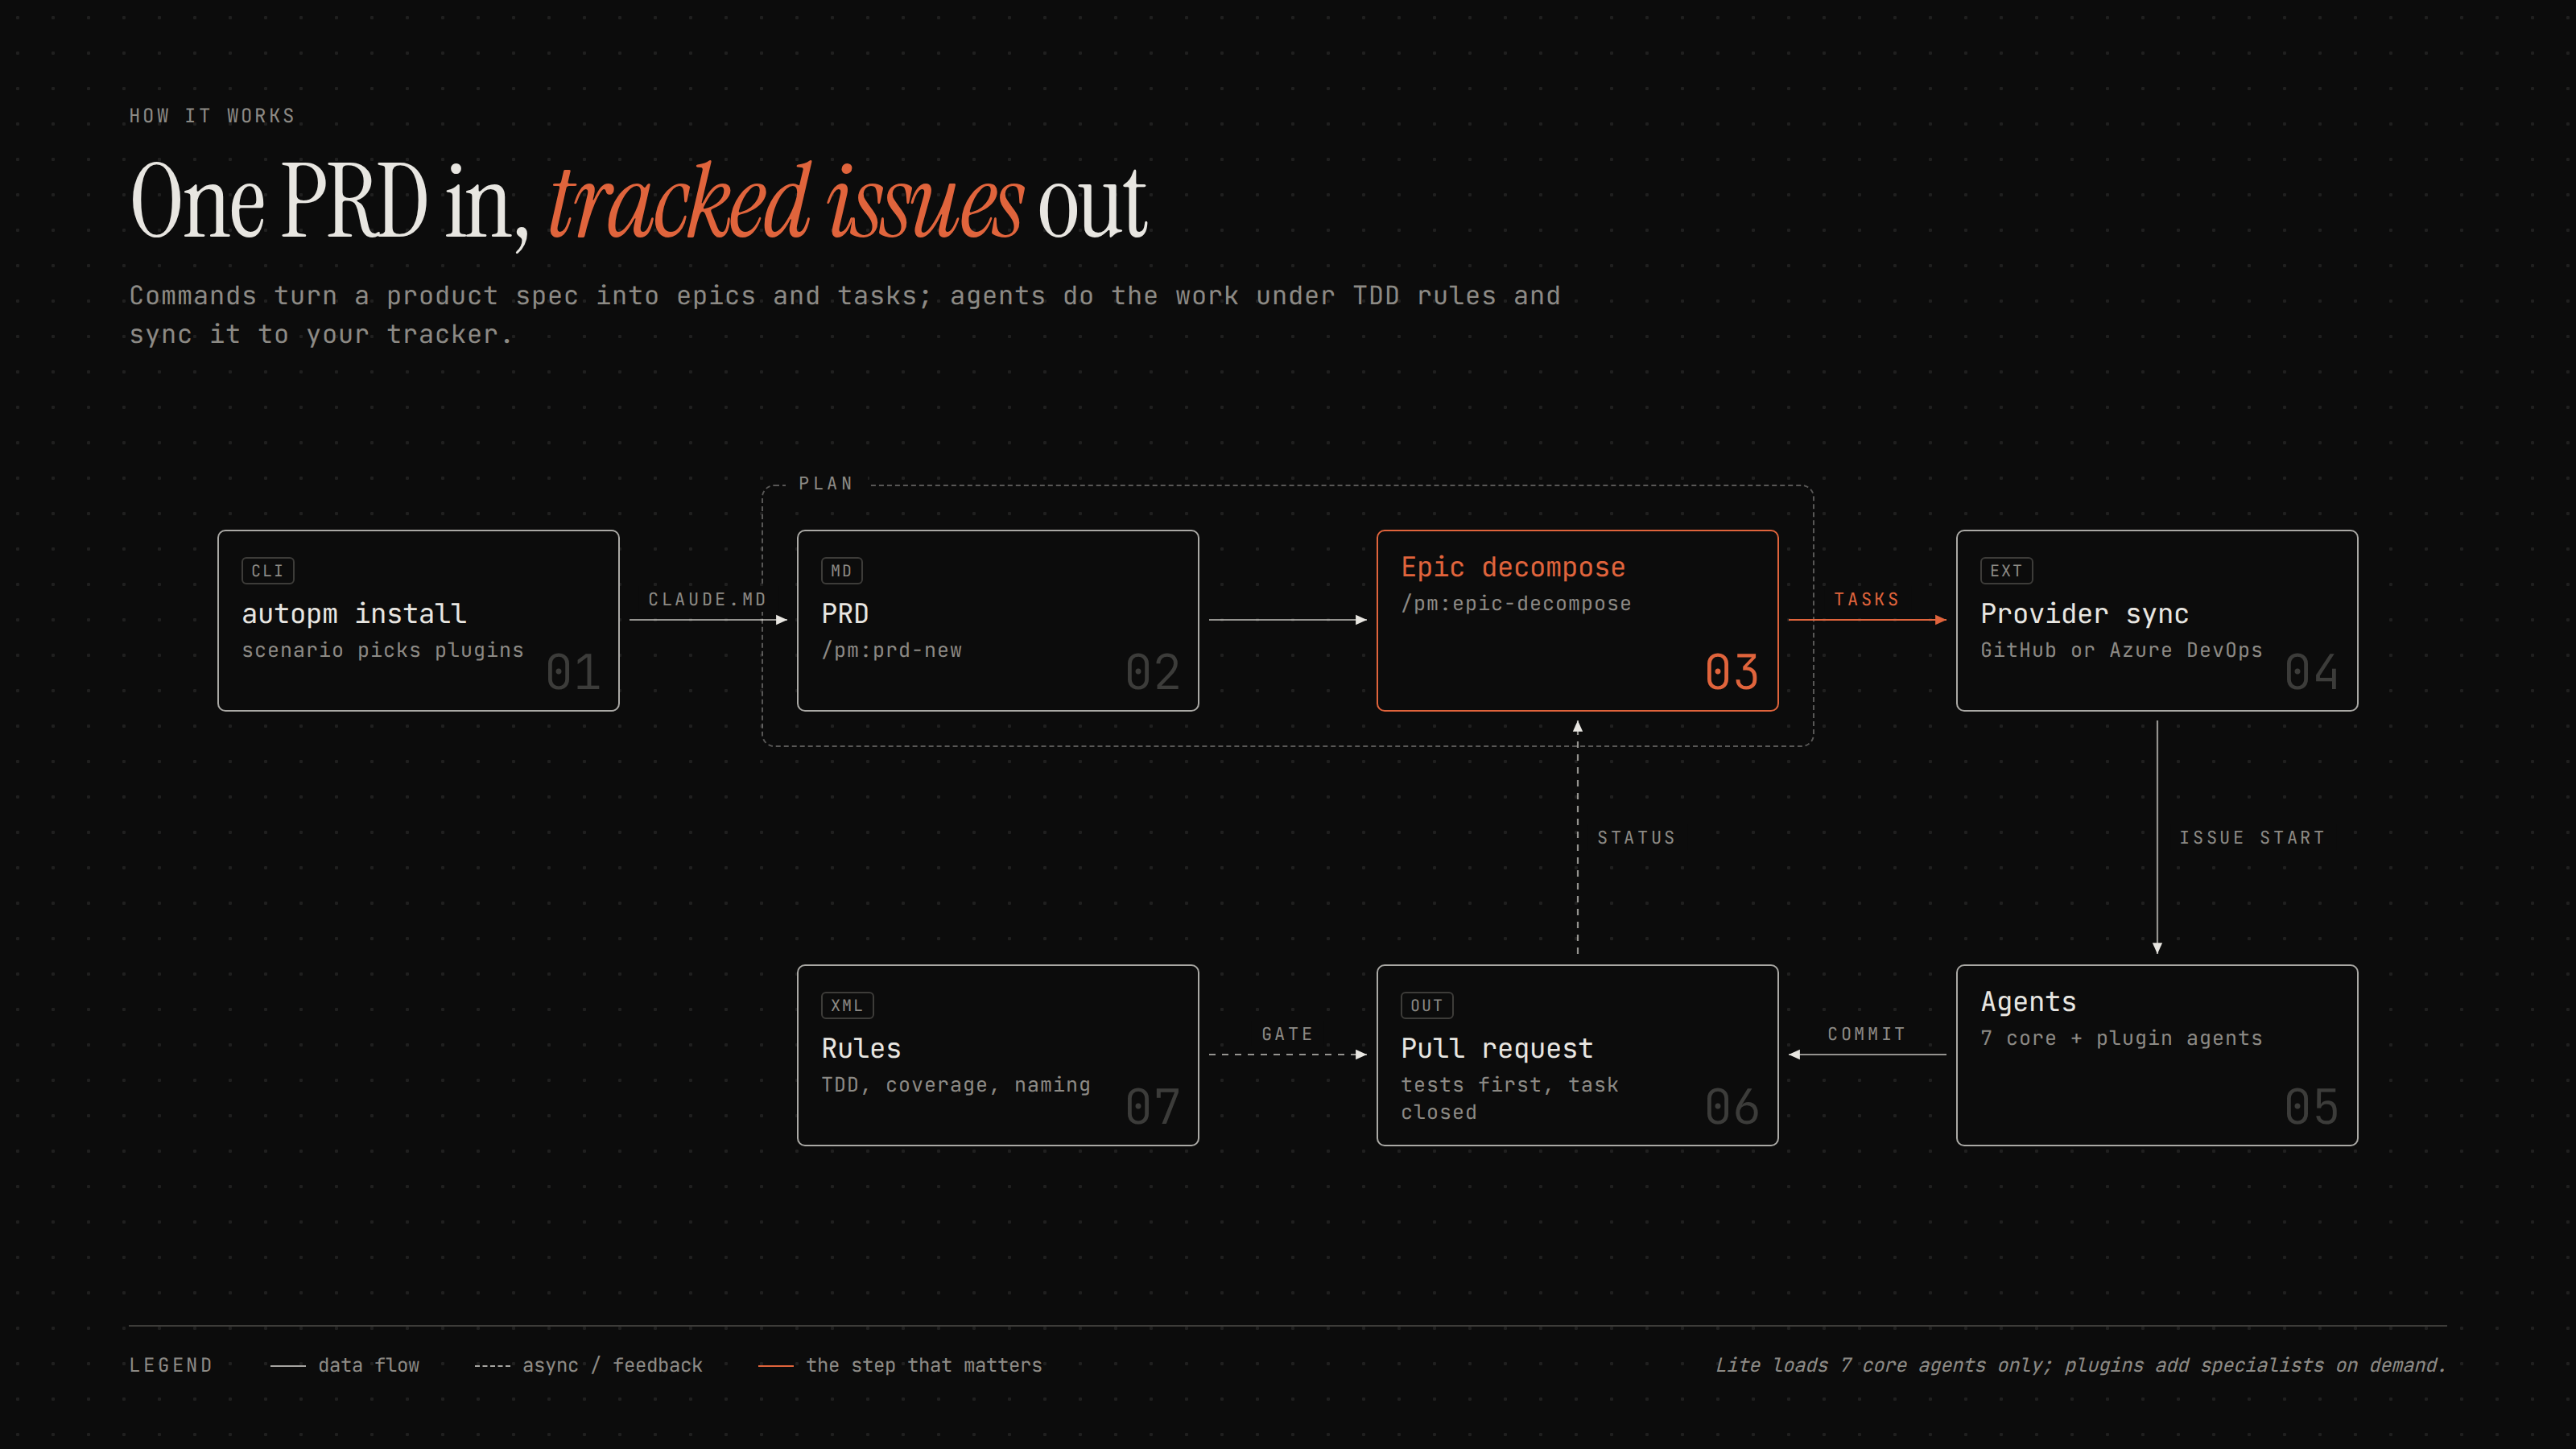 HOW IT WORKS
One PRD in, tracked issues out
Commands turn a product spec into epics and tasks; agents do the work under TDD rules and
sync it to your tracker.
PLAN
CLI
autopm install
scenario picks plugins
01
CLAUDE.MD
MD
PRD
/pm:prd-new
02
Epic decompose
/pm:epic-decompose
03
TASKS
EXT
Provider sync
GitHub or Azure DevOps
04
STATUS
ISSUE START
XML
Rules
TDD, coverage, naming
07
GATE
OUT
Pull request
tests first, task
closed
06
COMMIT
Agents
7 core + plugin agents
05
LEGEND
data flow
async / feedback
the step that matters
Lite loads 7 core agents only; plugins add specialists on demand.